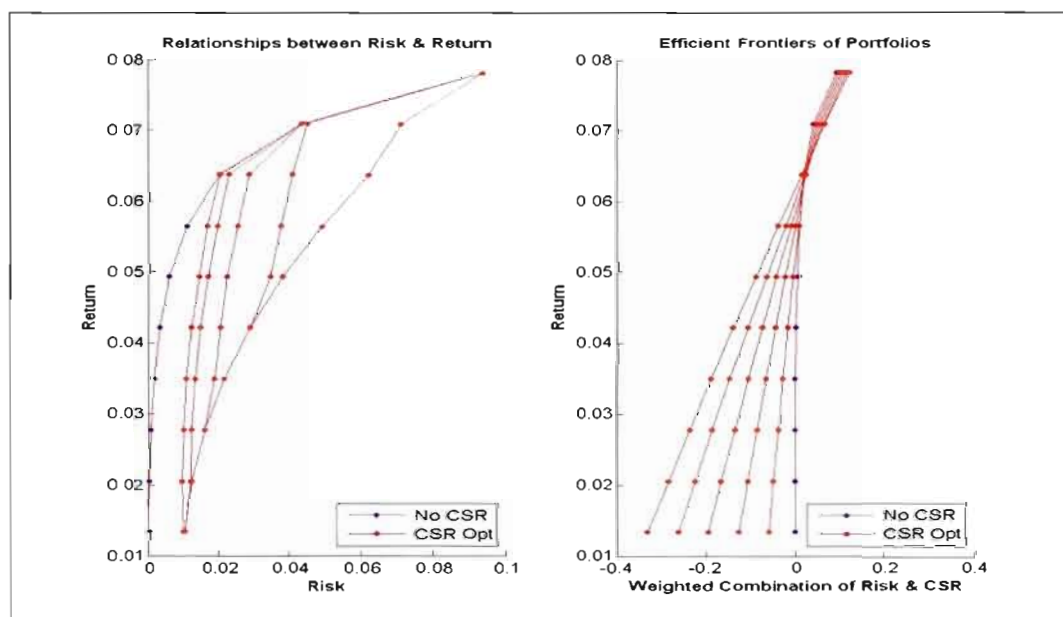 Relationships between Risk & Return
0 08
0.07
0.06
0 05
0 04
0 03
0.02
0.01
Return
0
0.02
0.04
0.06
0.08
0.1
Risk
No CSR
CSR Opt
Efficient Frontiers of Portfolios
0 08
0.07
0.06
0 05
0 04
0 03
0 02
0.01
Return
-0.4
-0.2
0
0.2
0.4
Weighted Combination of Risk & CSR
No CSR
CSR Opt